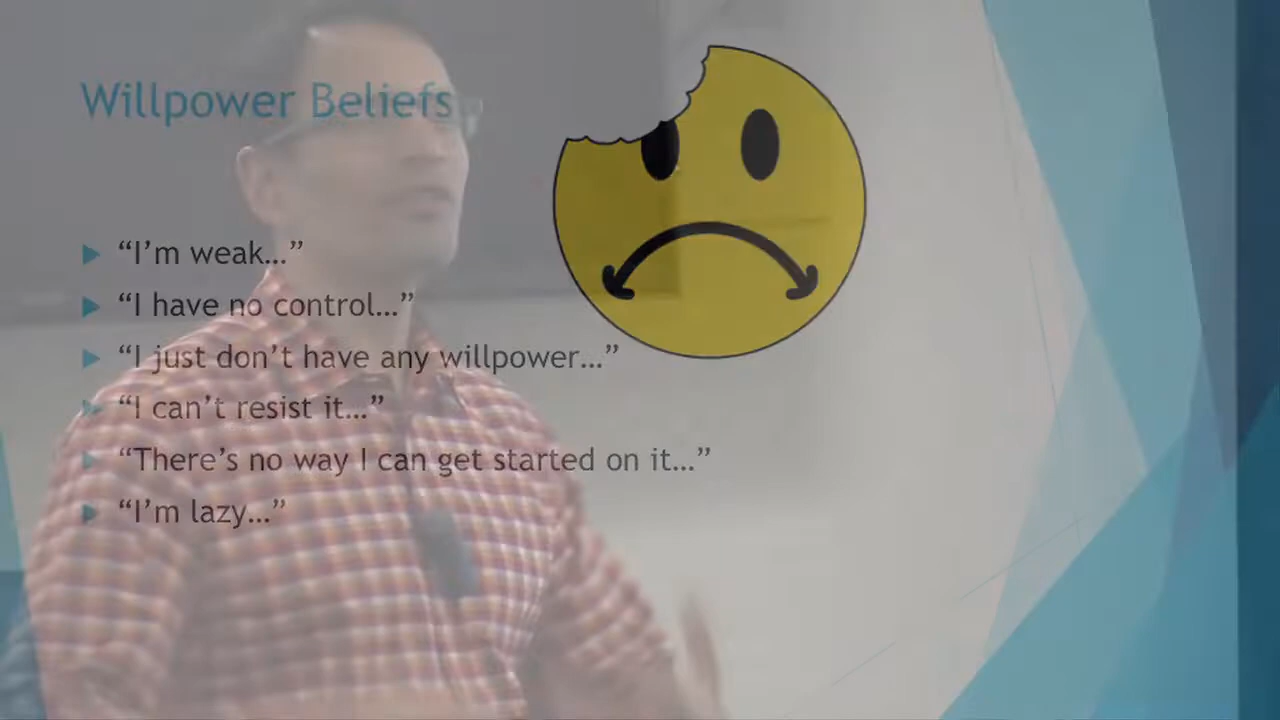 Willpower Beliefs
“I’m weak…”
“I have no control…”
“I just don’t have any willpower…”
“I can’t resist it…”
“There’s no way I can get started on it…”
“I’m lazy…”